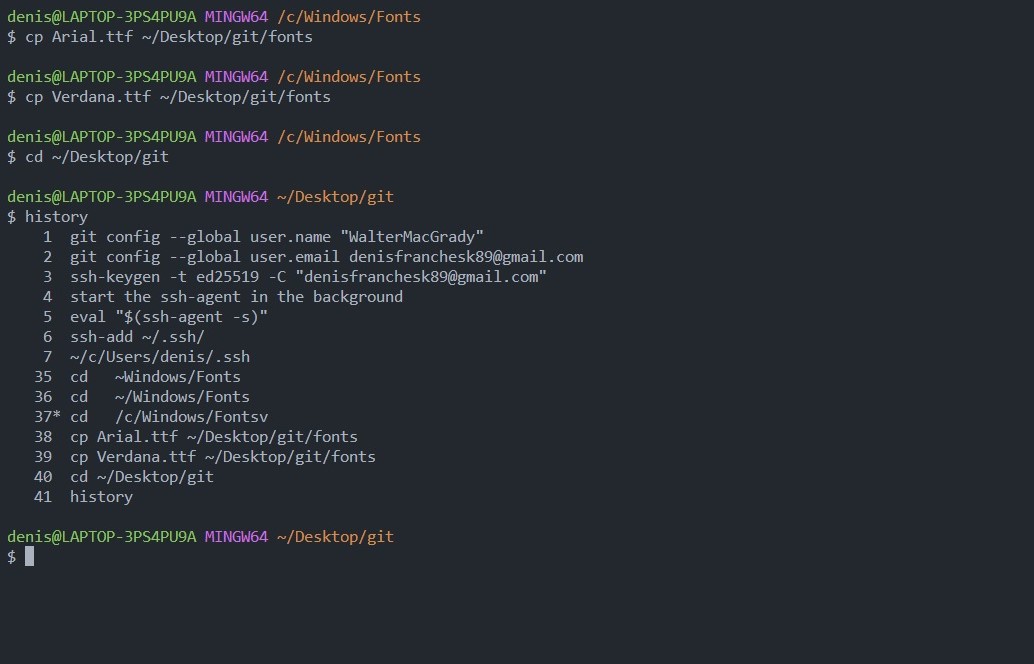 denis@LAPTOP-3PS4PU9A MINGW64 /c/Windows/Fonts
$ cp Arial.ttf ~/Desktop/git/fonts
denis@LAPTOP-3PS4PU9A MINGW64 /c/Windows/Fonts
$ cp Verdana.ttf ~/Desktop/git/fonts
denis@LAPTOP-3PS4PU9A MINGW64 /c/Windows/Fonts
$ cd ~/Desktop/git
denis@LAPTOP-3PS4PU9A MINGW64 ~/Desktop/git
$ history
1 git config --global user.name "WalterMacGrady"
2 git config --global user.email denisfranchesk89@gmail.com
3 ssh-keygen -t ed25519 -C "denisfranchesk89@gmail.com"
4 start the ssh-agent in the background
5 eval "$(ssh-agent -s)"
6 ssh-add ~/.ssh/
7 ~/c/Users/denis/.ssh
35 cd   ~Windows/Fonts
36 cd   ~/Windows/Fonts
37* cd   /c/Windows/Fontsv
38 cp Arial.ttf ~/Desktop/git/fonts
39 cp Verdana.ttf ~/Desktop/git/fonts
40 cd ~/Desktop/git
41 history
denis@LAPTOP-3PS4PU9A MINGW64 ~/Desktop/git
$